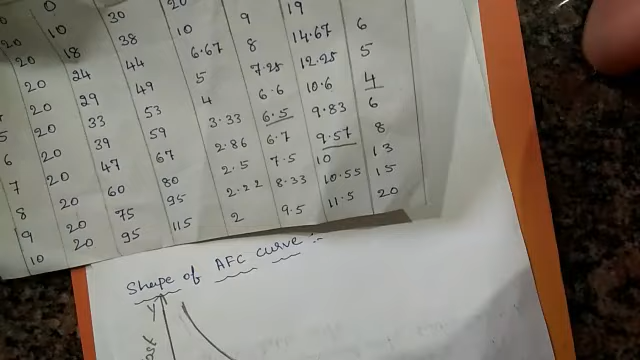 0
20 10 30 20
20 18 38 10 9 19
20 24 44 6.67 8 14.67 6
20 29 49 5 7.25 12.25 5
5 20 33 53 4 6.6 10.6 4
6 20 39 59 3.33 6.5 9.83 6
7 20 47 67 2.86 6.7 9.57 8
8 20 60 80 2.5 7.5 10 13
9 20 75 95 2.22 8.33 10.55 15
10 20 95 115 2 9.5 11.5 20
Shape of AFC curve :-
Y